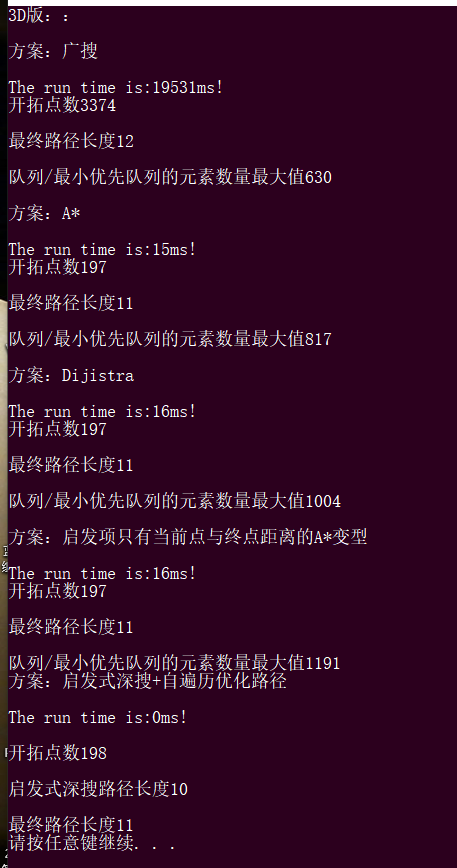 3D版：：
方案：广搜
The run time is:19531ms!
开拓点数3374
最终路径长度12
队列/最小优先队列的元素数量最大值630
方案：A*
The run time is:15ms!
开拓点数197
最终路径长度11
队列/最小优先队列的元素数量最大值817
方案：Dijistra
The run time is:16ms!
开拓点数197
最终路径长度11
队列/最小优先队列的元素数量最大值1004
方案：启发项只有当前点与终点距离的A*变型
The run time is:16ms!
开拓点数197
最终路径长度11
队列/最小优先队列的元素数量最大值1191
方案：启发式深搜+自遍历优化路径
The run time is:0ms!
开拓点数198
启发式深搜路径长度10
最终路径长度11
请按任意键继续. . .